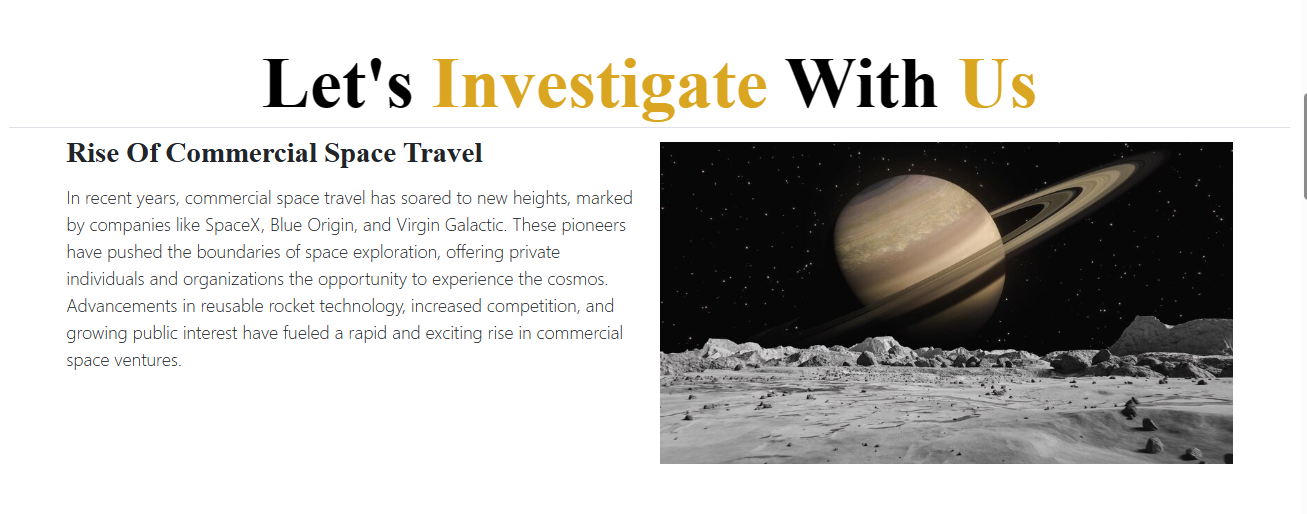 Let's Investigate With Us
Rise Of Commercial Space Travel
In recent years, commercial space travel has soared to new heights, marked
by companies like SpaceX, Blue Origin, and Virgin Galactic. These pioneers
have pushed the boundaries of space exploration, offering private
individuals and organizations the opportunity to experience the cosmos.
Advancements in reusable rocket technology, increased competition, and
growing public interest have fueled a rapid and exciting rise in commercial
space ventures.